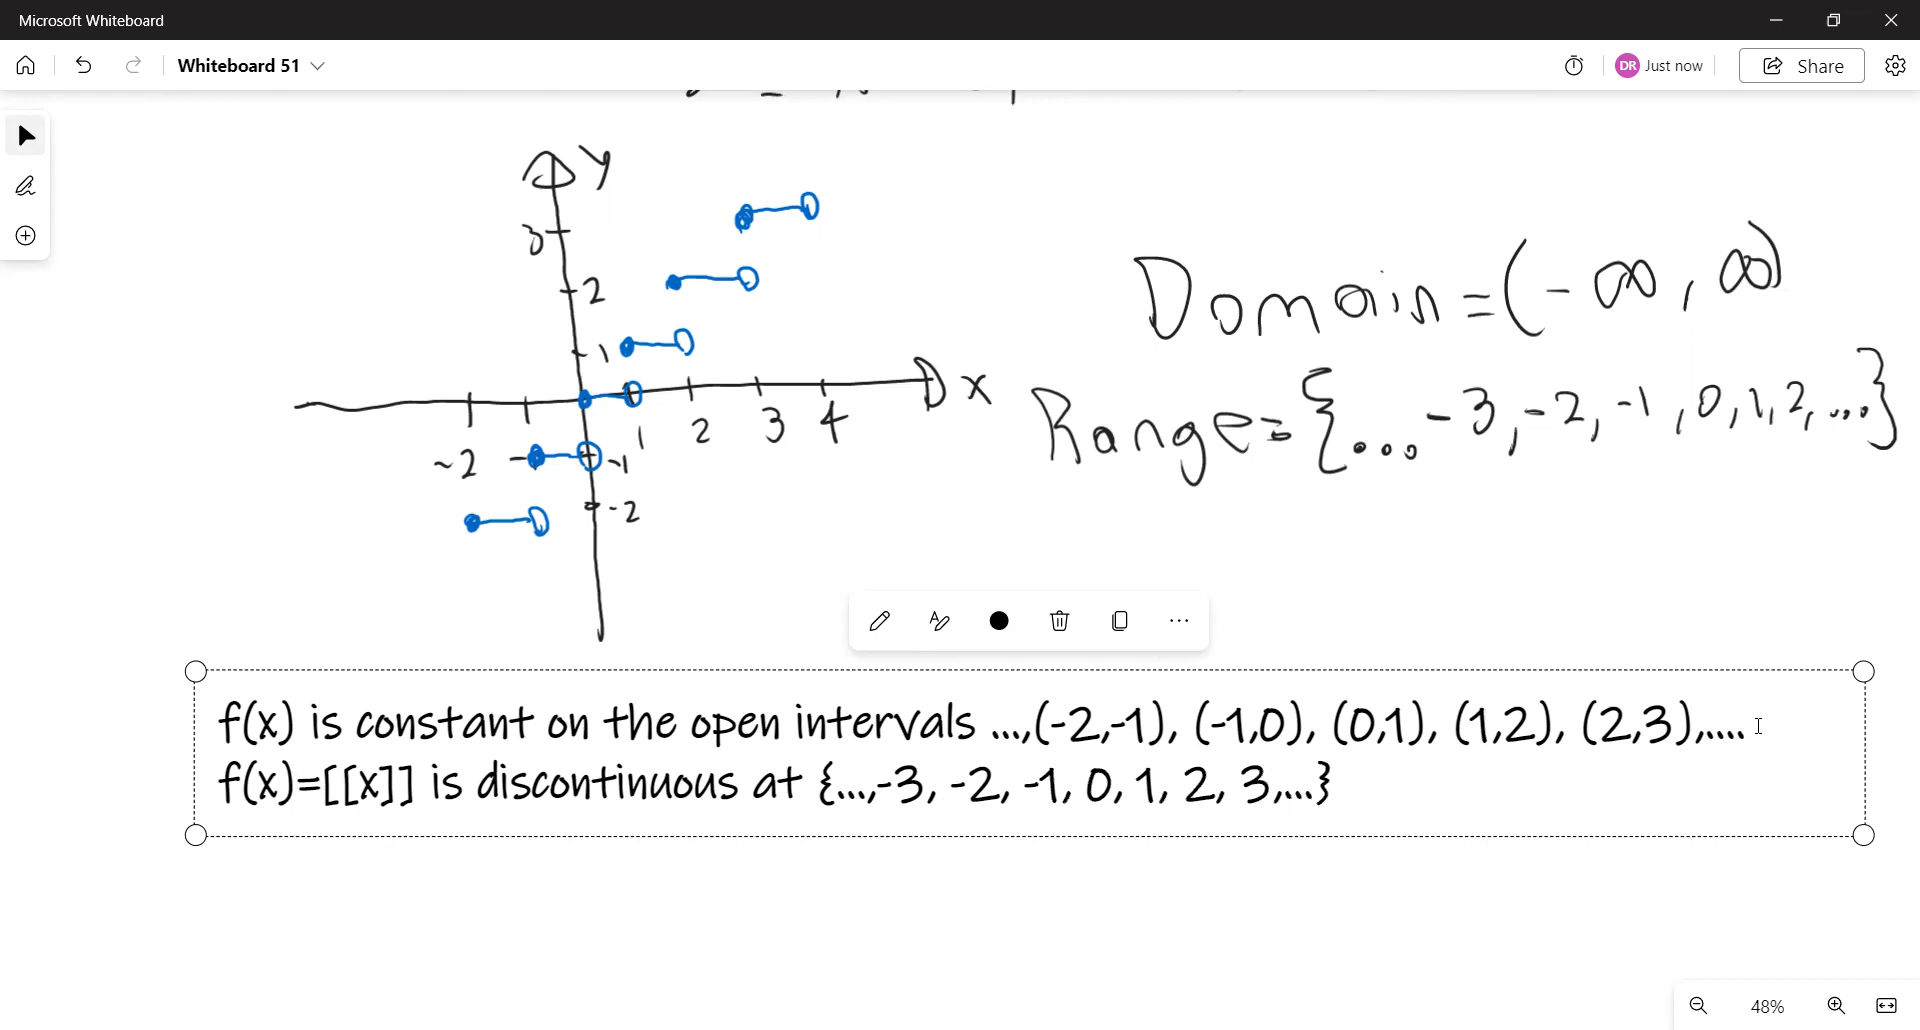 Microsoft Whiteboard
Whiteboard 51
DR Just now
Share
y
3
2
1
x
1 2 3 4
~2
-1
-2
Domain=(-∞,∞)
Range={...-3,-2,-1,0,1,2,...}
f(x) is constant on the open intervals ...,(-2,-1), (-1,0), (0,1), (1,2), (2,3),.....
f(x)=[[x]] is discontinuous at {...,-3, -2, -1, 0, 1, 2, 3,...}
48%